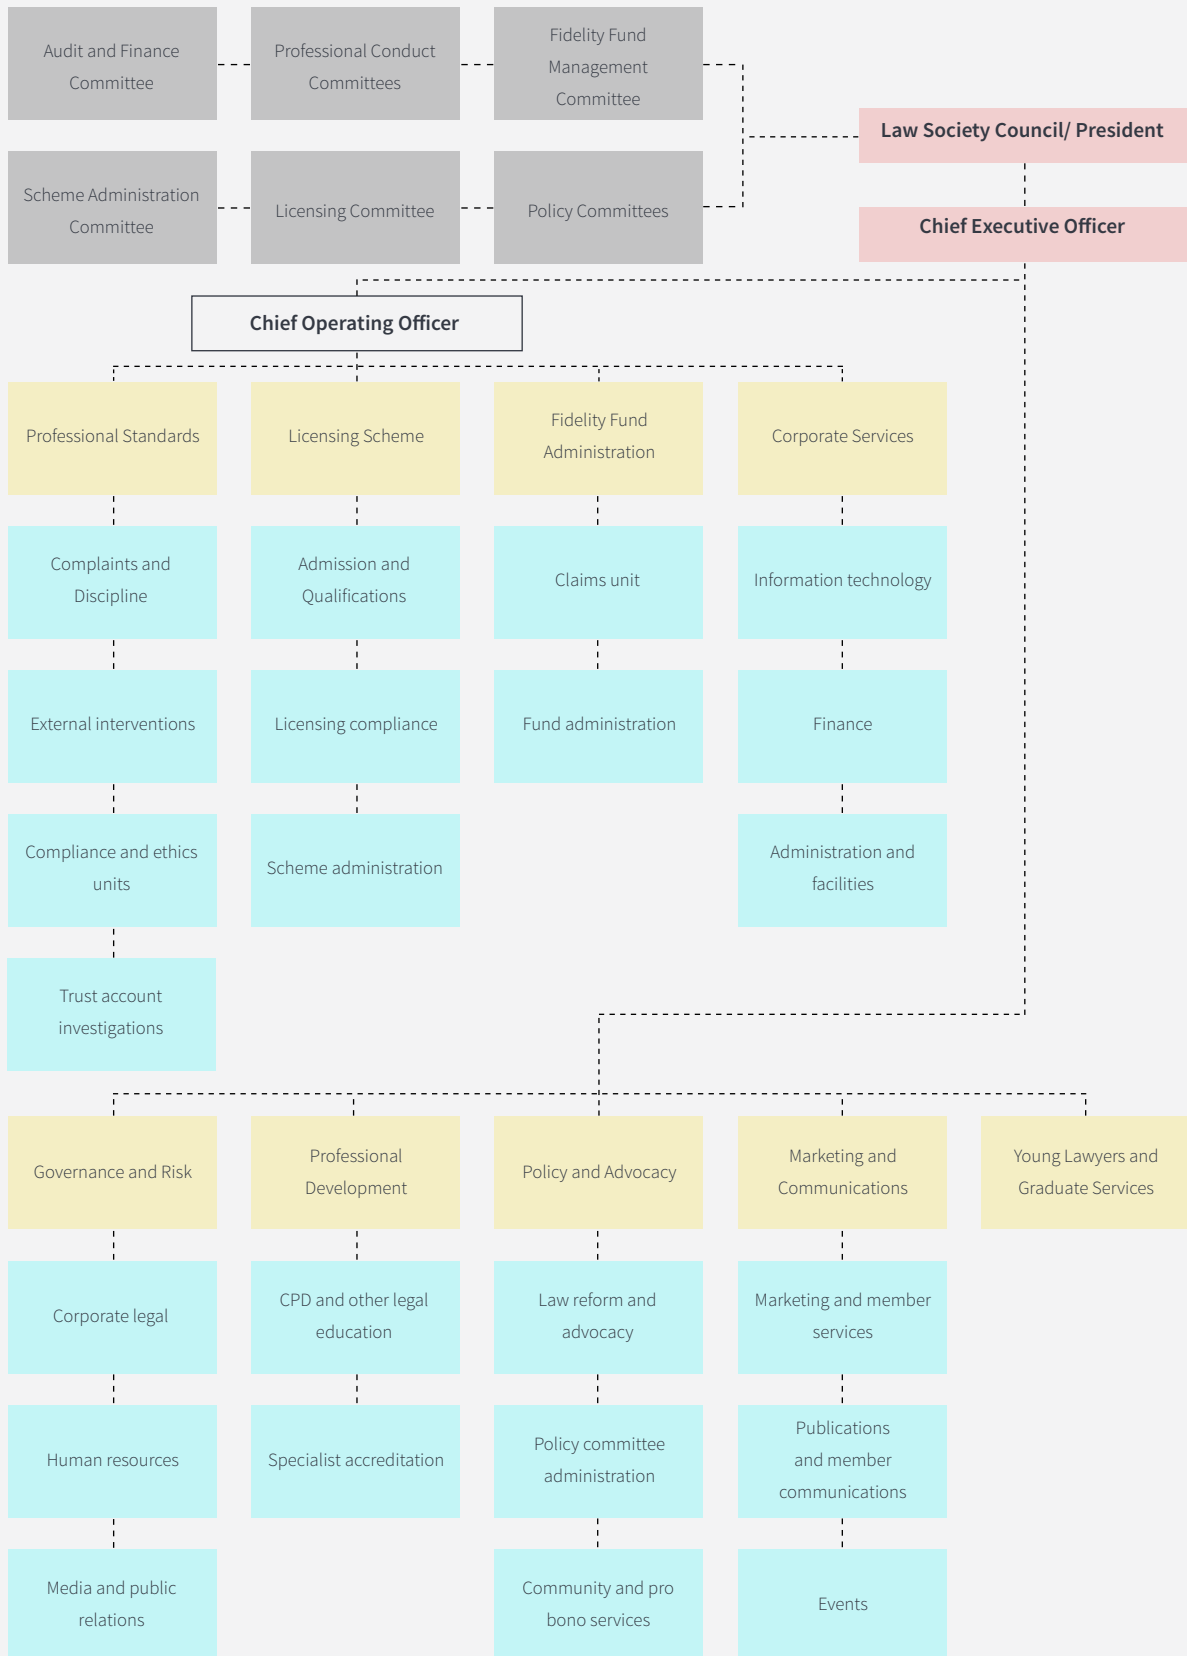 Audit and Finance
Committee
Professional Conduct
Committees
Fidelity Fund
Management
Committee
Law Society Council/ President
Scheme Administration
Committee
Licensing Committee
Policy Committees
Chief Executive Officer
Chief Operating Officer
Professional Standards
Licensing Scheme
Fidelity Fund
Administration
Corporate Services
Complaints and
Discipline
Admission and
Qualifications
Claims unit
Information technology
External interventions
Licensing compliance
Fund administration
Finance
Compliance and ethics
units
Scheme administration
Administration and
facilities
Trust account
investigations
Governance and Risk
Professional
Development
Policy and Advocacy
Marketing and
Communications
Young Lawyers and
Graduate Services
Corporate legal
CPD and other legal
education
Law reform and
advocacy
Marketing and member
services
Human resources
Specialist accreditation
Policy committee
administration
Publications
and member
communications
Media and public
relations
Community and pro
bono services
Events